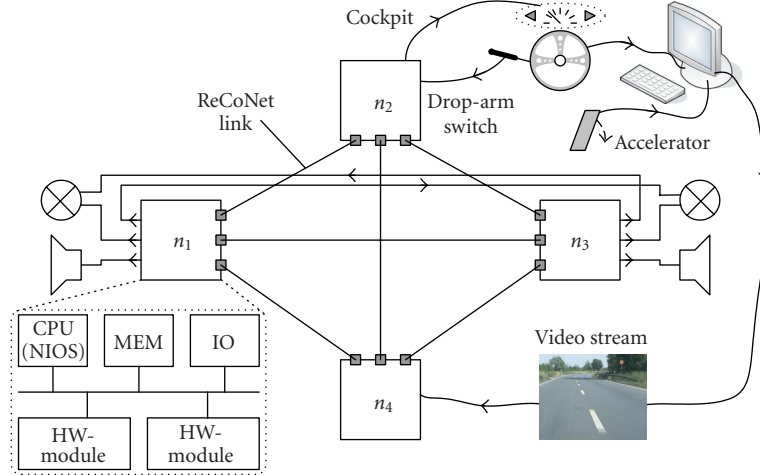 Cockpit
n2
ReCoNet
link
Drop-arm
switch
Accelerator
n1
n3
CPU
(NIOS)
MEM
IO
HW-
module
HW-
module
Video stream
n4